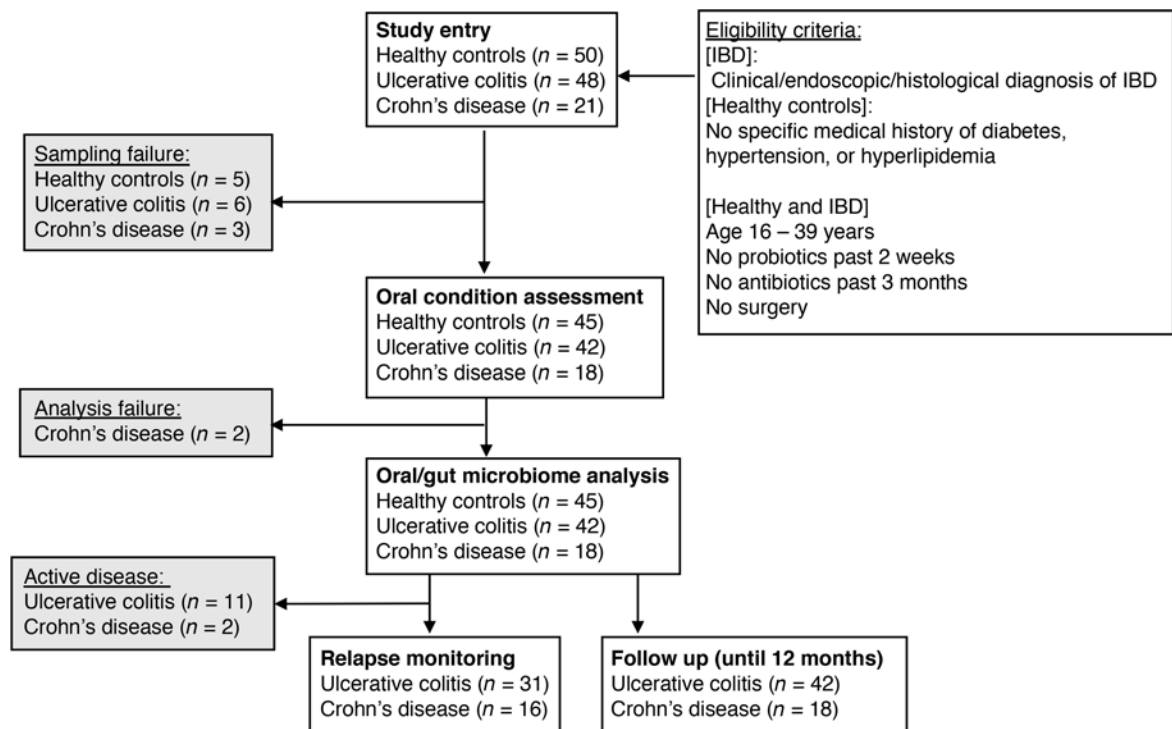 Study entry
Healthy controls (n = 50)
Ulcerative colitis (n = 48)
Crohn's disease (n = 21)
Eligibility criteria:
[IBD]:
Clinical/endoscopic/histological diagnosis of IBD
[Healthy controls]:
No specific medical history of diabetes,
hypertension, or hyperlipidemia
[Healthy and IBD]
Age 16 – 39 years
No probiotics past 2 weeks
No antibiotics past 3 months
No surgery
Sampling failure:
Healthy controls (n = 5)
Ulcerative colitis (n = 6)
Crohn's disease (n = 3)
Oral condition assessment
Healthy controls (n = 45)
Ulcerative colitis (n = 42)
Crohn's disease (n = 18)
Analysis failure:
Crohn's disease (n = 2)
Oral/gut microbiome analysis
Healthy controls (n = 45)
Ulcerative colitis (n = 42)
Crohn's disease (n = 18)
Active disease:
Ulcerative colitis (n = 11)
Crohn's disease (n = 2)
Relapse monitoring
Ulcerative colitis (n = 31)
Crohn's disease (n = 16)
Follow up (until 12 months)
Ulcerative colitis (n = 42)
Crohn's disease (n = 18)